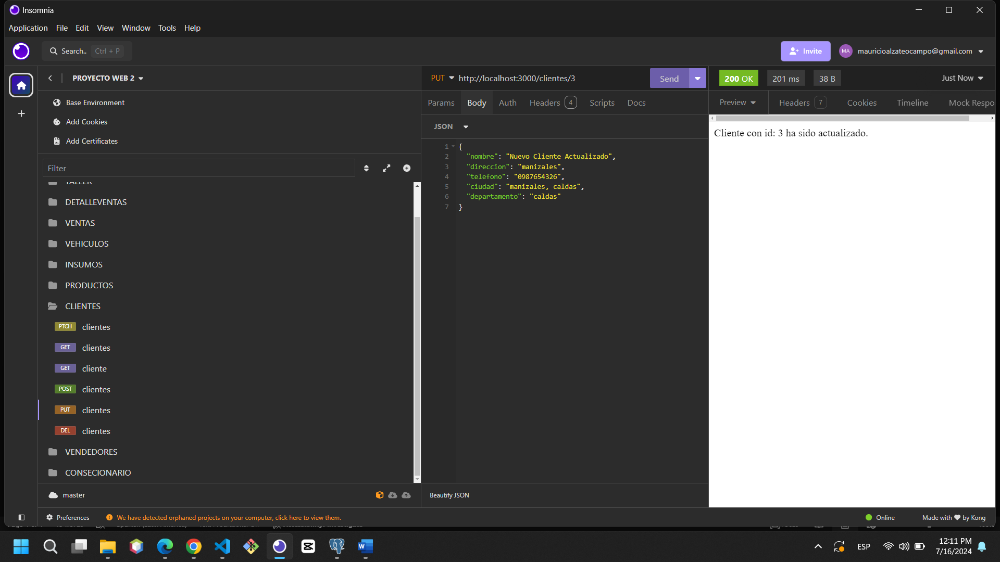 Insomnia
Application File Edit View Window Tools Help
Search.. Ctrl + P
Invite
MA mauricioalzateocampo@gmail.com
PROYECTO WEB 2
Base Environment
Add Cookies
Add Certificates
Filter
TALLER
DETALLEVENTAS
VENTAS
VEHICULOS
INSUMOS
PRODUCTOS
CLIENTES
PTCH clientes
GET clientes
GET cliente
POST clientes
PUT clientes
DEL clientes
VENDEDORES
CONSECIONARIO
master
PUT http://localhost:3000/clientes/3 Send
Params Body Auth Headers 4 Scripts Docs
JSON
1 {
2 "nombre": "Nuevo Cliente Actualizado",
3 "direccion": "manizales",
4 "telefono": "0987654326",
5 "ciudad": "manizales, caldas",
6 "departamento": "caldas"
7 }
Beautify JSON
200 OK 201 ms 38 B Just Now
Preview Headers 7 Cookies Timeline Mock Respo
Cliente con id: 3 ha sido actualizado.
Preferences We have detected orphaned projects on your computer, click here to view them. Online Made with by Kong
ESP
12:11 PM
7/16/2024